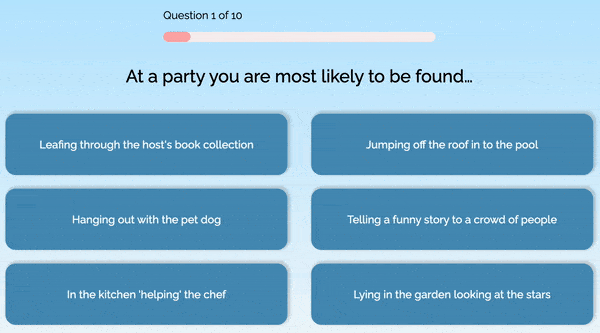 Question 1 of 10
At a party you are most likely to be found...
Leafing through the host's book collection
Jumping off the roof in to the pool
Hanging out with the pet dog
Telling a funny story to a crowd of people
In the kitchen 'helping' the chef
Lying in the garden looking at the stars